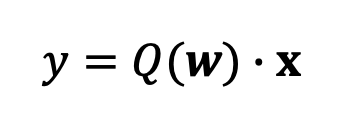 y = Q(w) · x